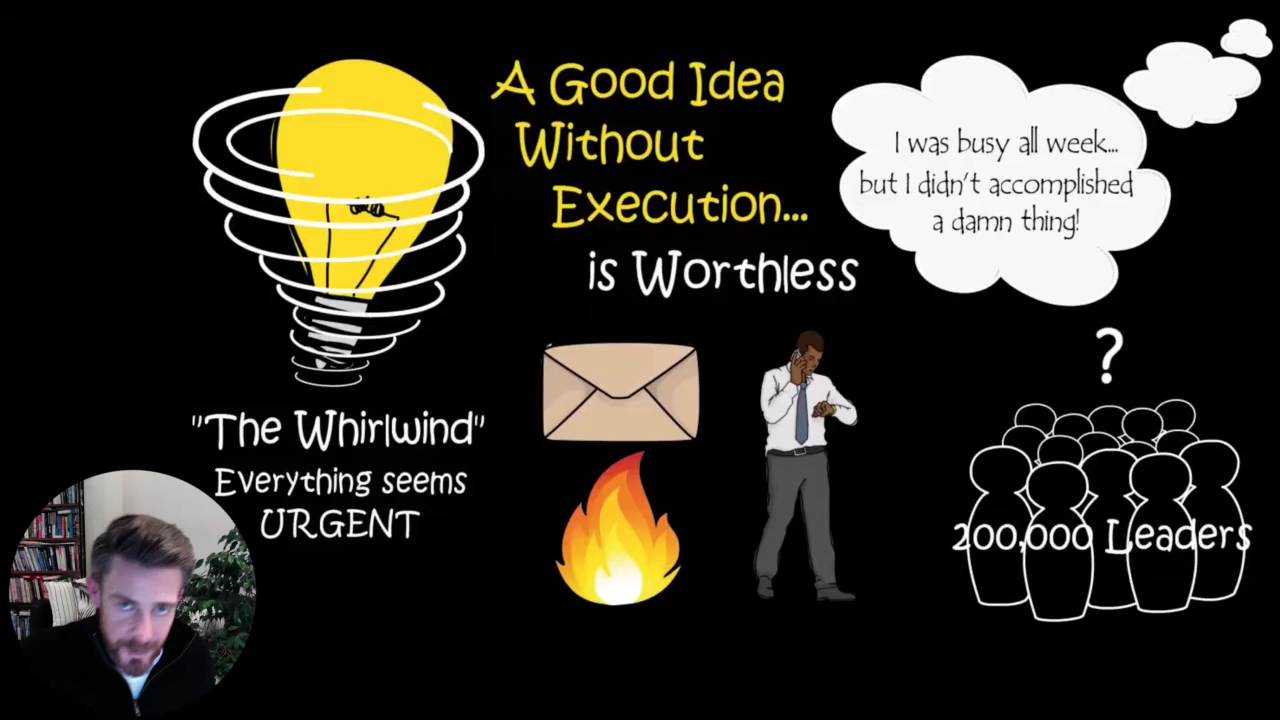 A Good Idea
Without
Execution...
is Worthless
I was busy all week...
but I didn't accomplished
a damn thing!
?
"The Whirlwind"
Everything seems
URGENT
200,000 Leaders